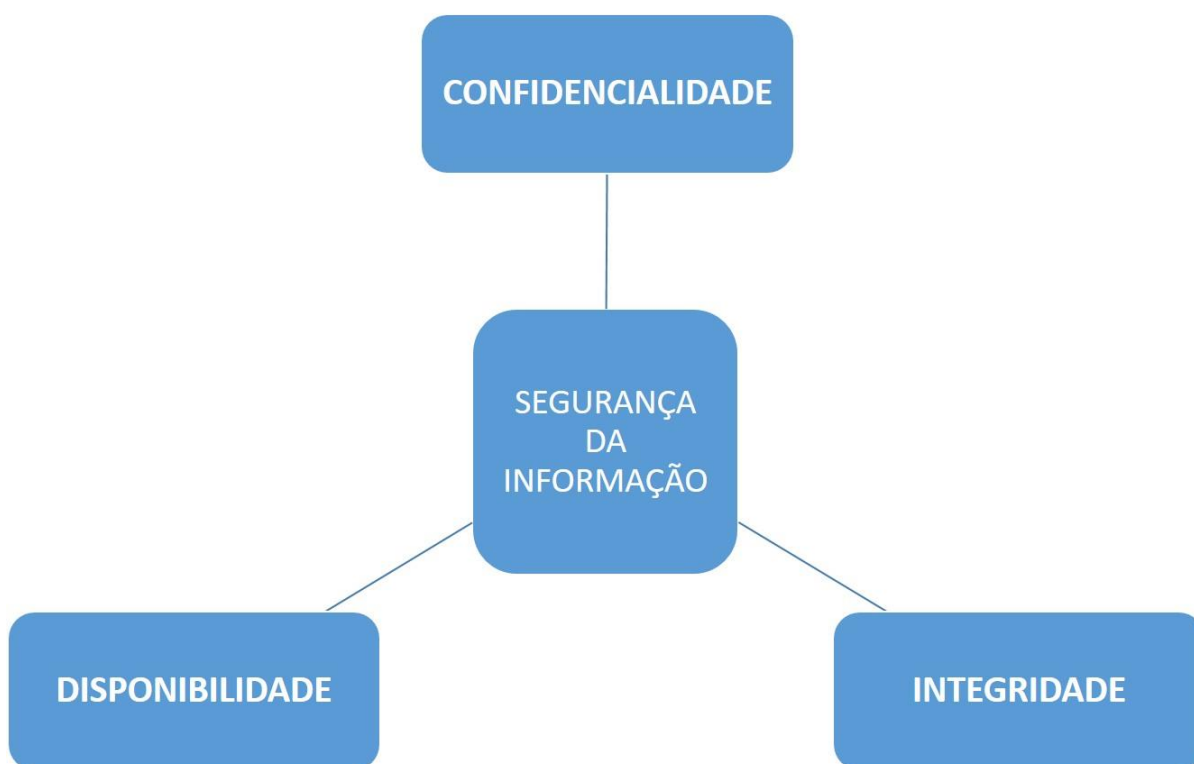 CONFIDENCIALIDADE
SEGURANÇA
DA
INFORMAÇÃO
DISPONIBILIDADE
INTEGRIDADE